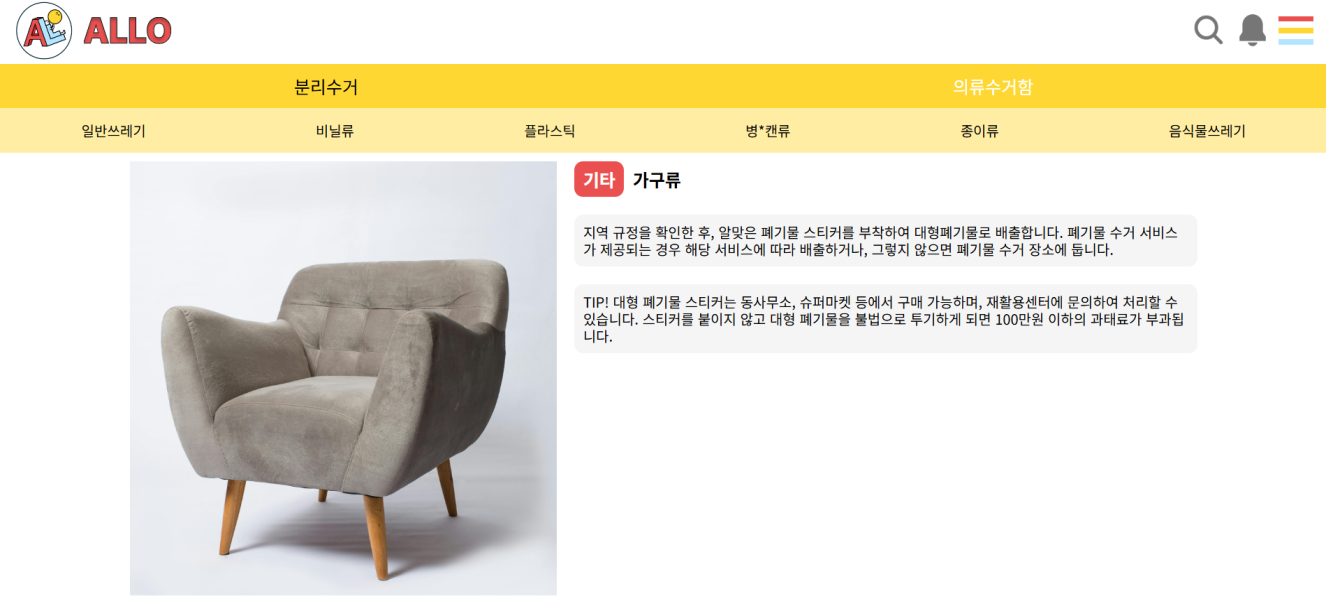 ALLO
분리수거
의류수거함
일반쓰레기
비닐류
플라스틱
병*캔류
종이류
음식물쓰레기
기타 가구류
지역 규정을 확인한 후, 알맞은 폐기물 스티커를 부착하여 대형폐기물로 배출합니다. 폐기물 수거 서비스
가 제공되는 경우 해당 서비스에 따라 배출하거나, 그렇지 않으면 폐기물 수거 장소에 둡니다.
TIP! 대형 폐기물 스티커는 동사무소, 슈퍼마켓 등에서 구매 가능하며, 재활용센터에 문의하여 처리할 수
있습니다. 스티커를 붙이지 않고 대형 폐기물을 불법으로 투기하게 되면 100만원 이하의 과태료가 부과됩
니다.